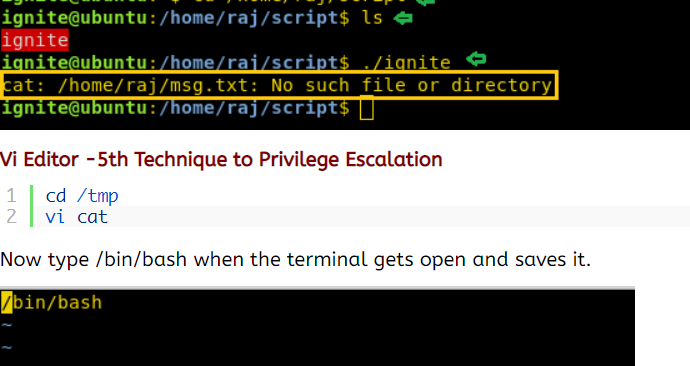 ignite@ubuntu:/home/raj/script$ ls
ignite
ignite@ubuntu:/home/raj/script$ ./ignite
cat: /home/raj/msg.txt: No such file or directory
ignite@ubuntu:/home/raj/script$
Vi Editor -5th Technique to Privilege Escalation
1 cd /tmp
2 vi cat
Now type /bin/bash when the terminal gets open and saves it.
/bin/bash
~
~